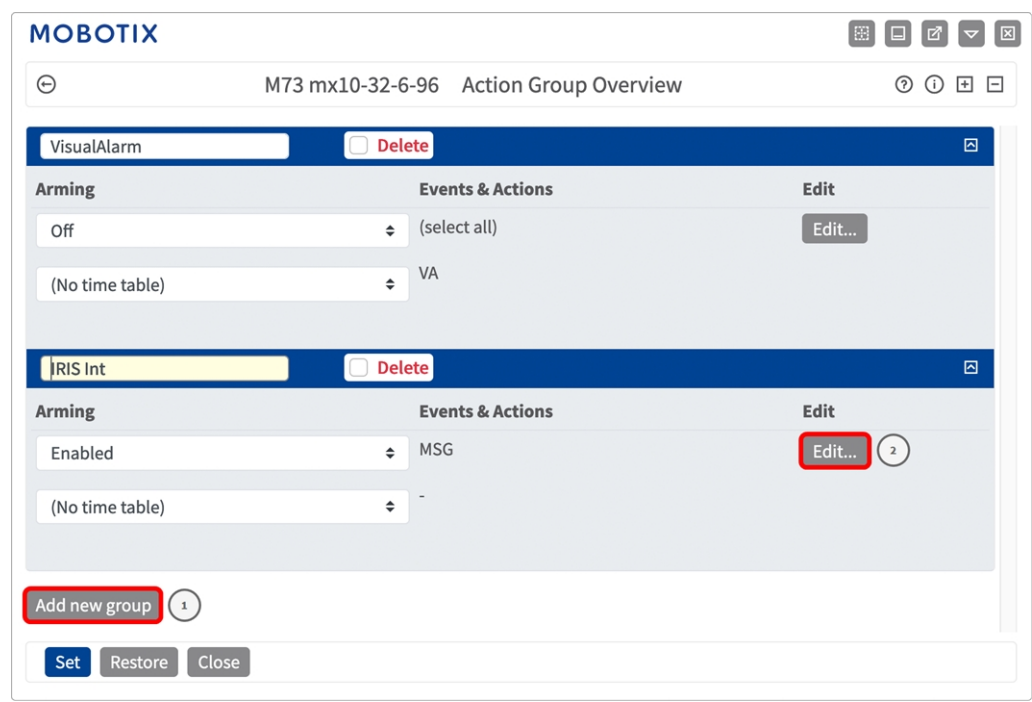 MOBOTIX
M73 mx10-32-6-96 Action Group Overview
VisualAlarm Delete
Arming Events & Actions Edit
Off (select all) Edit...
(No time table) VA
IRIS Int Delete
Arming Events & Actions Edit
Enabled MSG Edit... 2
(No time table) -
Add new group 1
Set Restore Close